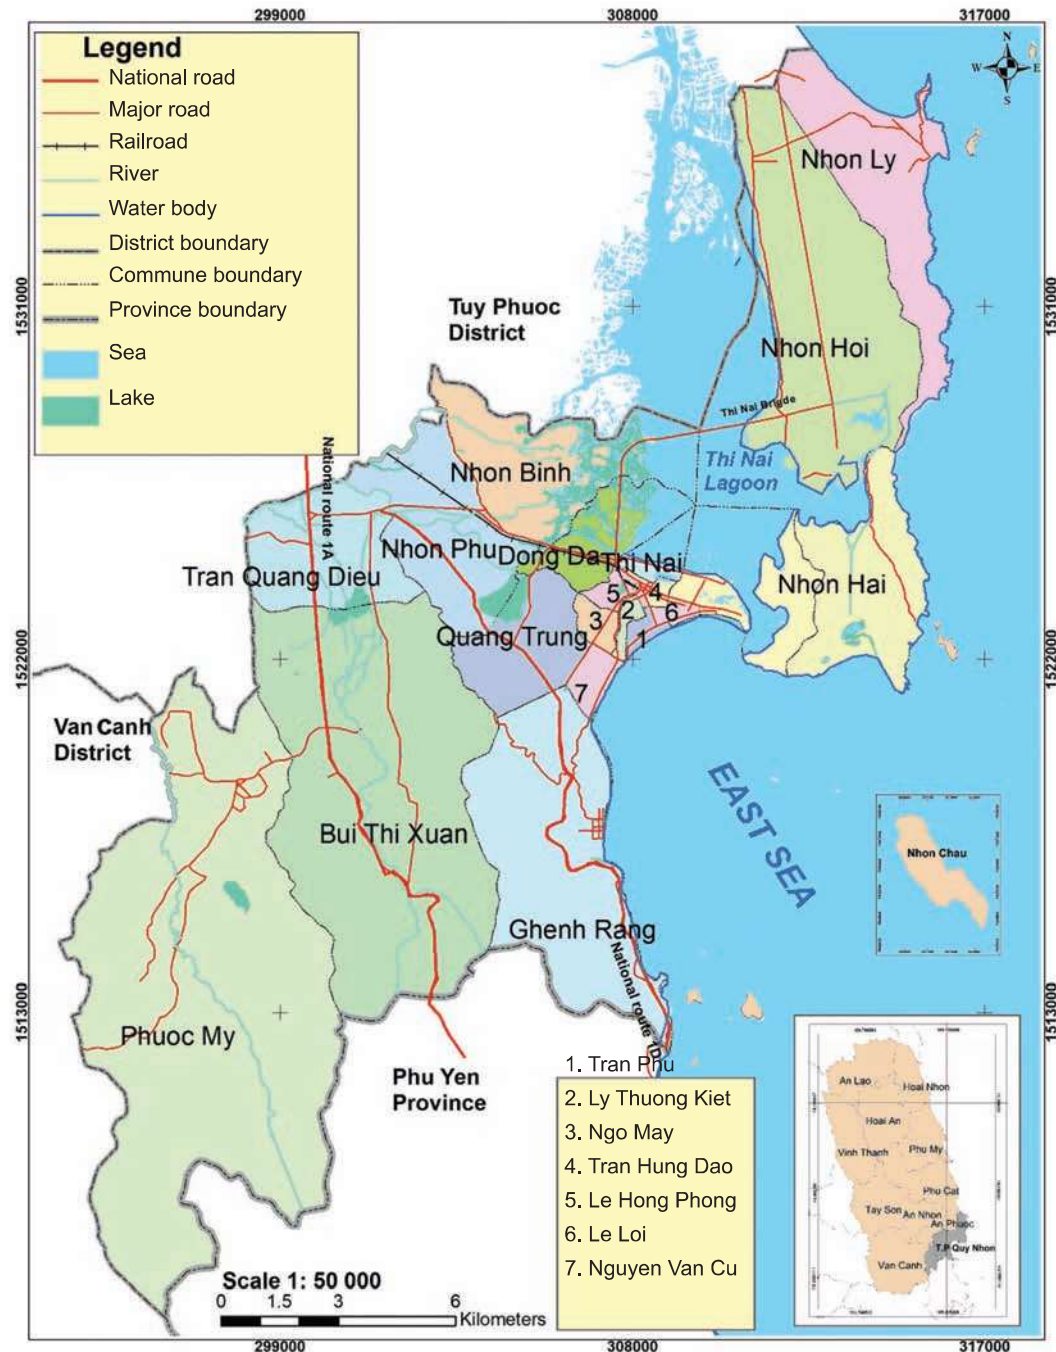 299000
308000
317000
Legend
National road
Major road
Railroad
River
Water body
District boundary
Commune boundary
Province boundary
Sea
Lake
N
W
E
S
Nhon Ly
1531000
1531000
Tuy Phuoc
District
Nhon Hoi
Thi Nai Brigde
National route 1A
Nhon Binh
Thi Nai
Lagoon
Nhon Phu
Dong Da
Thi Nai
Tran Quang Dieu
Nhon Hai
5
4
2
6
3
1
Quang Trung
7
1522000
1522000
Van Canh
District
EAST SEA
Bui Thi Xuan
Nhon Chau
Ghenh Rang
National route 1D
1513000
1513000
Phuoc My
Phu Yen
Province
1. Tran Phu
2. Ly Thuong Kiet
3. Ngo May
4. Tran Hung Dao
5. Le Hong Phong
6. Le Loi
7. Nguyen Van Cu
An Lao
Hoai Nhon
Hoai An
Vinh Thanh
Phu My
Phu Cat
Tay Son
An Nhon
An Phuoc
T.P Quy Nhon
Van Canh
Scale 1: 50 000
0 1.5 3 6
Kilometers
299000
308000
317000